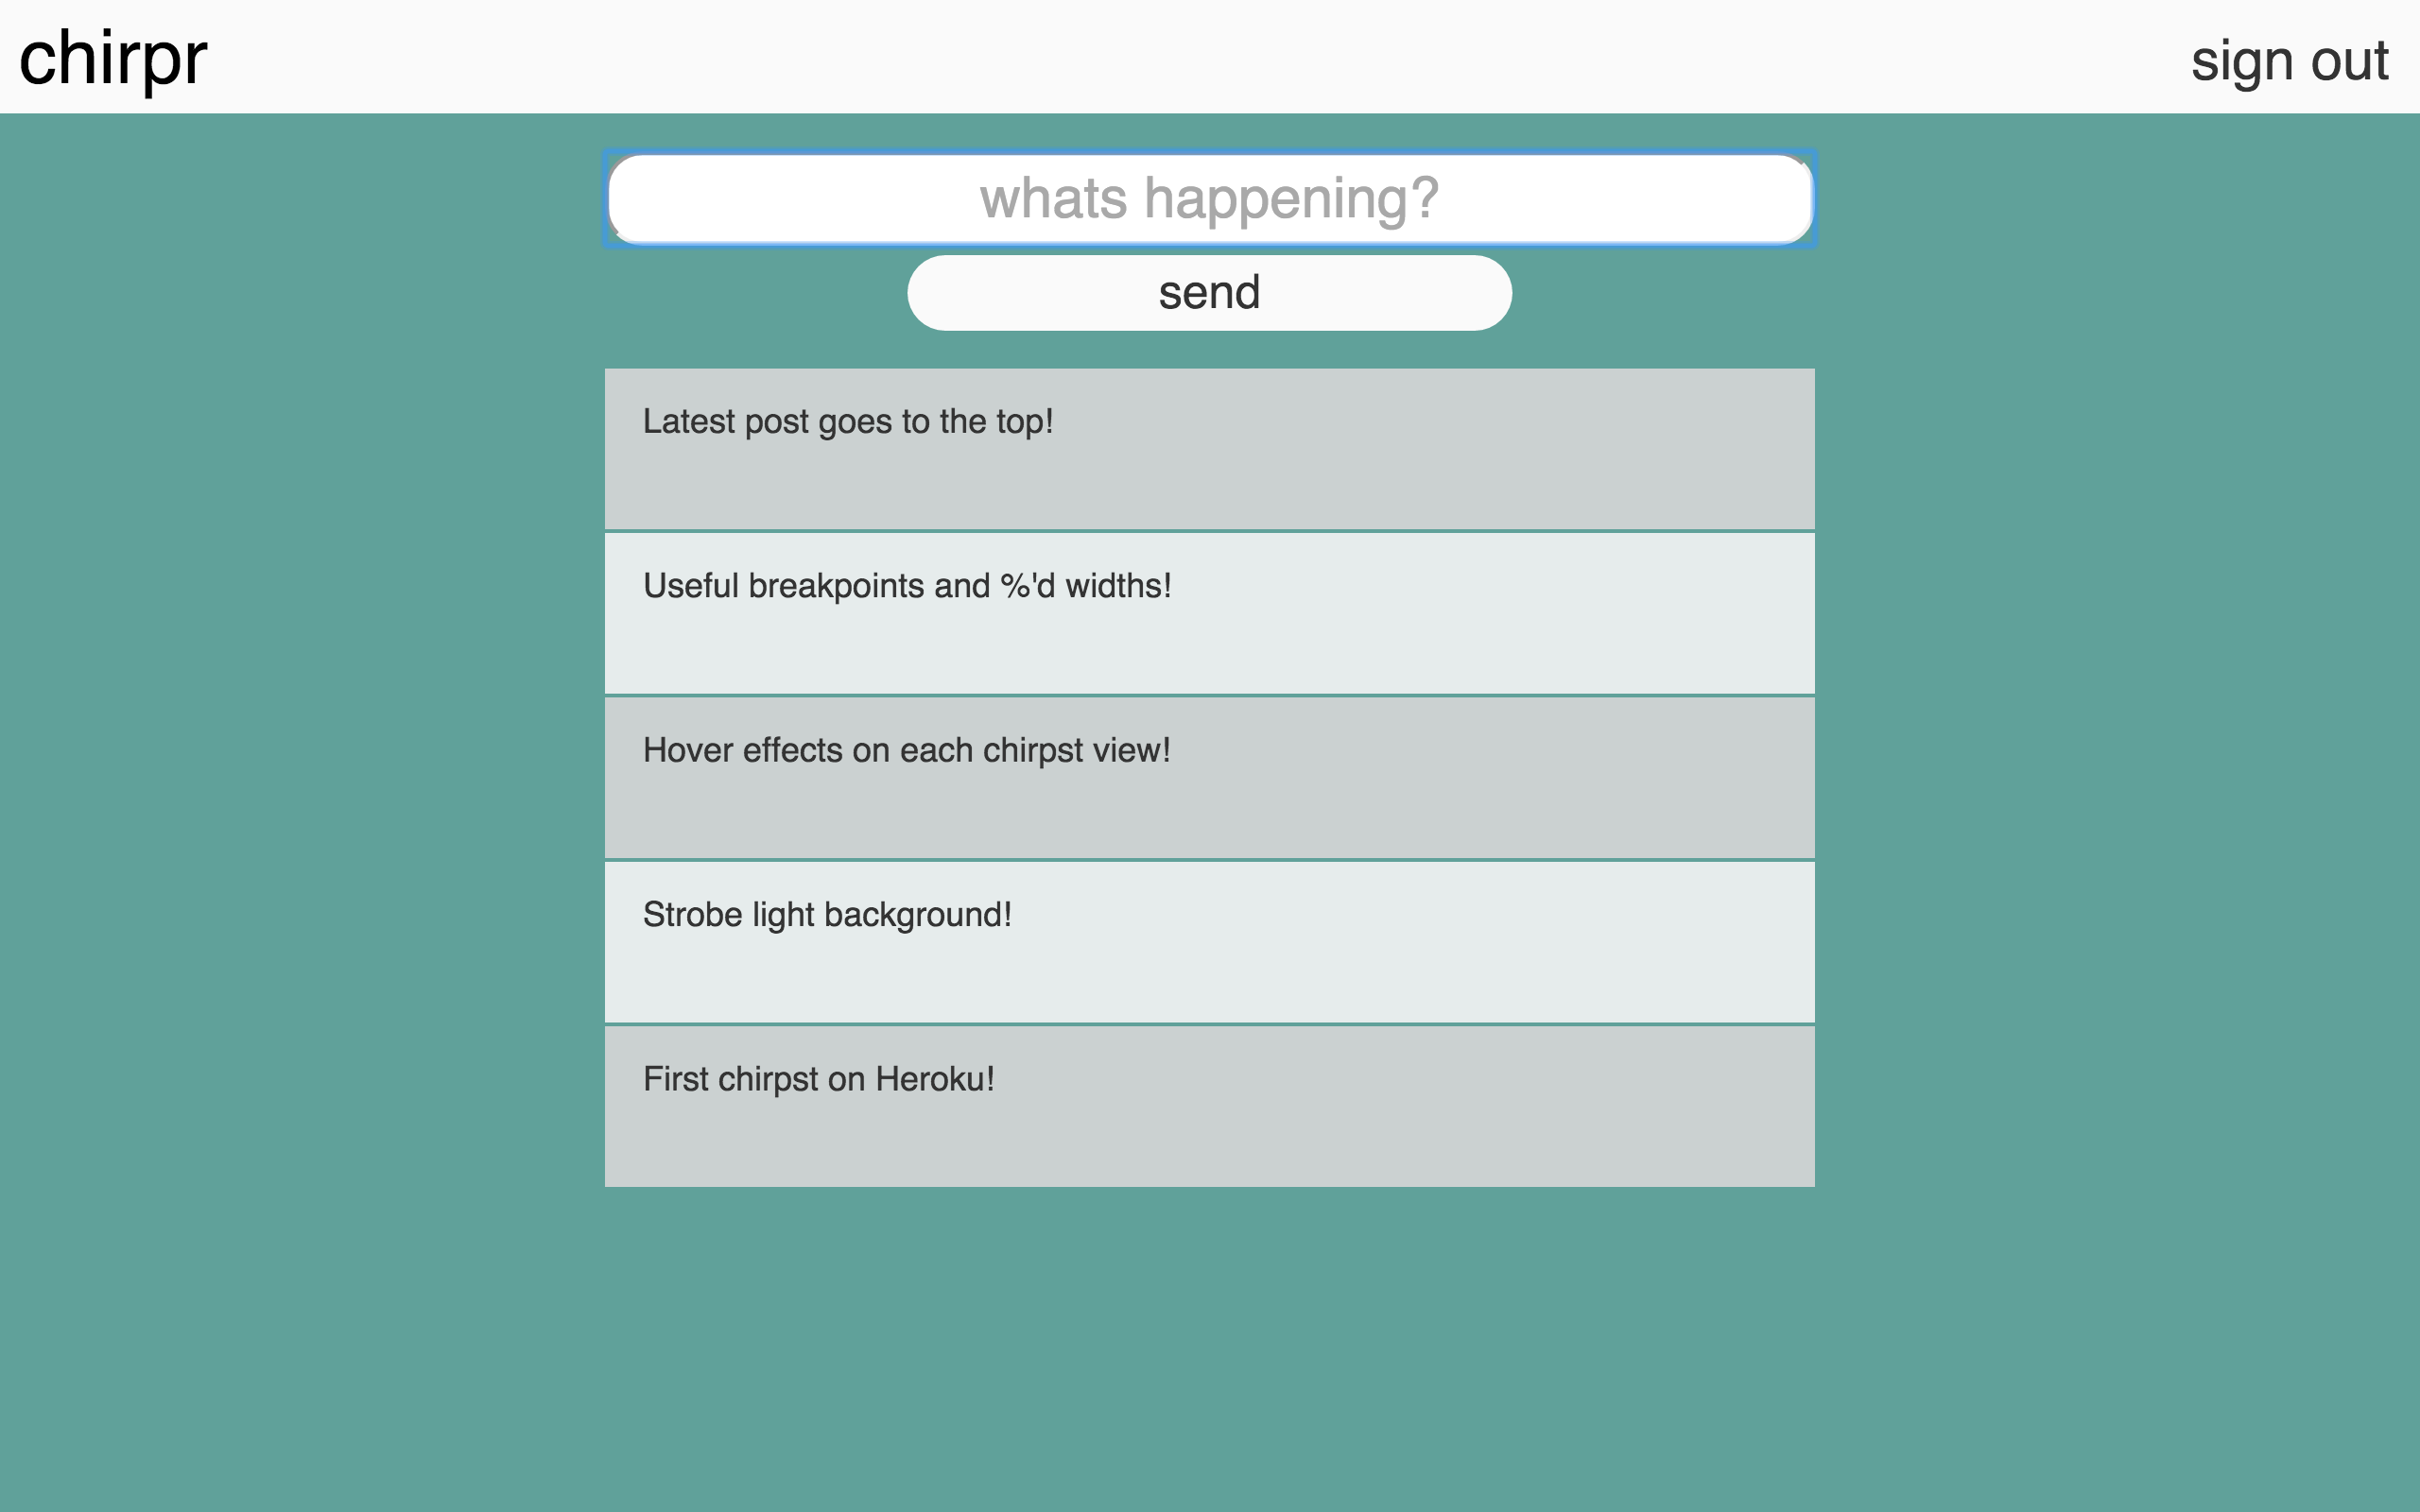 chirpr
sign out
whats happening?
send
Latest post goes to the top!
Useful breakpoints and %'d widths!
Hover effects on each chirpst view!
Strobe light background!
First chirpst on Heroku!